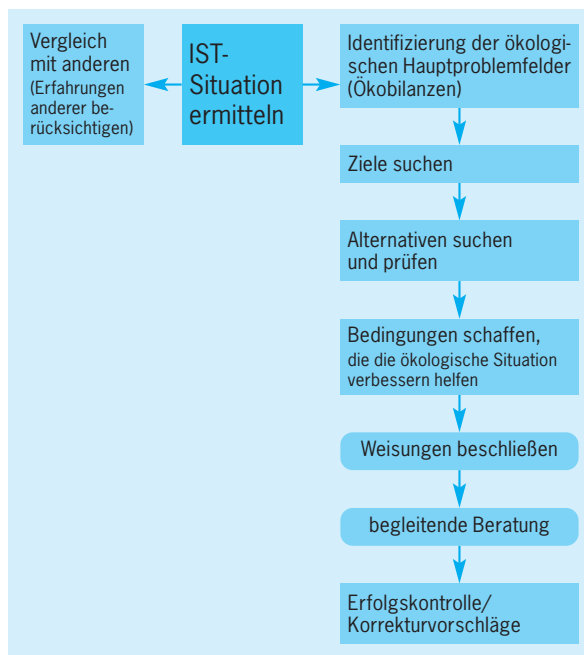 Vergleich
mit anderen
(Erfahrungen
anderer be-
rücksichtigen)
IST-
Situation
ermitteln
Identifizierung der ökologi-
schen Hauptproblemfelder
(Ökobilanzen)
Ziele suchen
Alternativen suchen
und prüfen
Bedingungen schaffen,
die die ökologische Situation
verbessern helfen
Weisungen beschließen
begleitende Beratung
Erfolgskontrolle/
Korrekturvorschläge